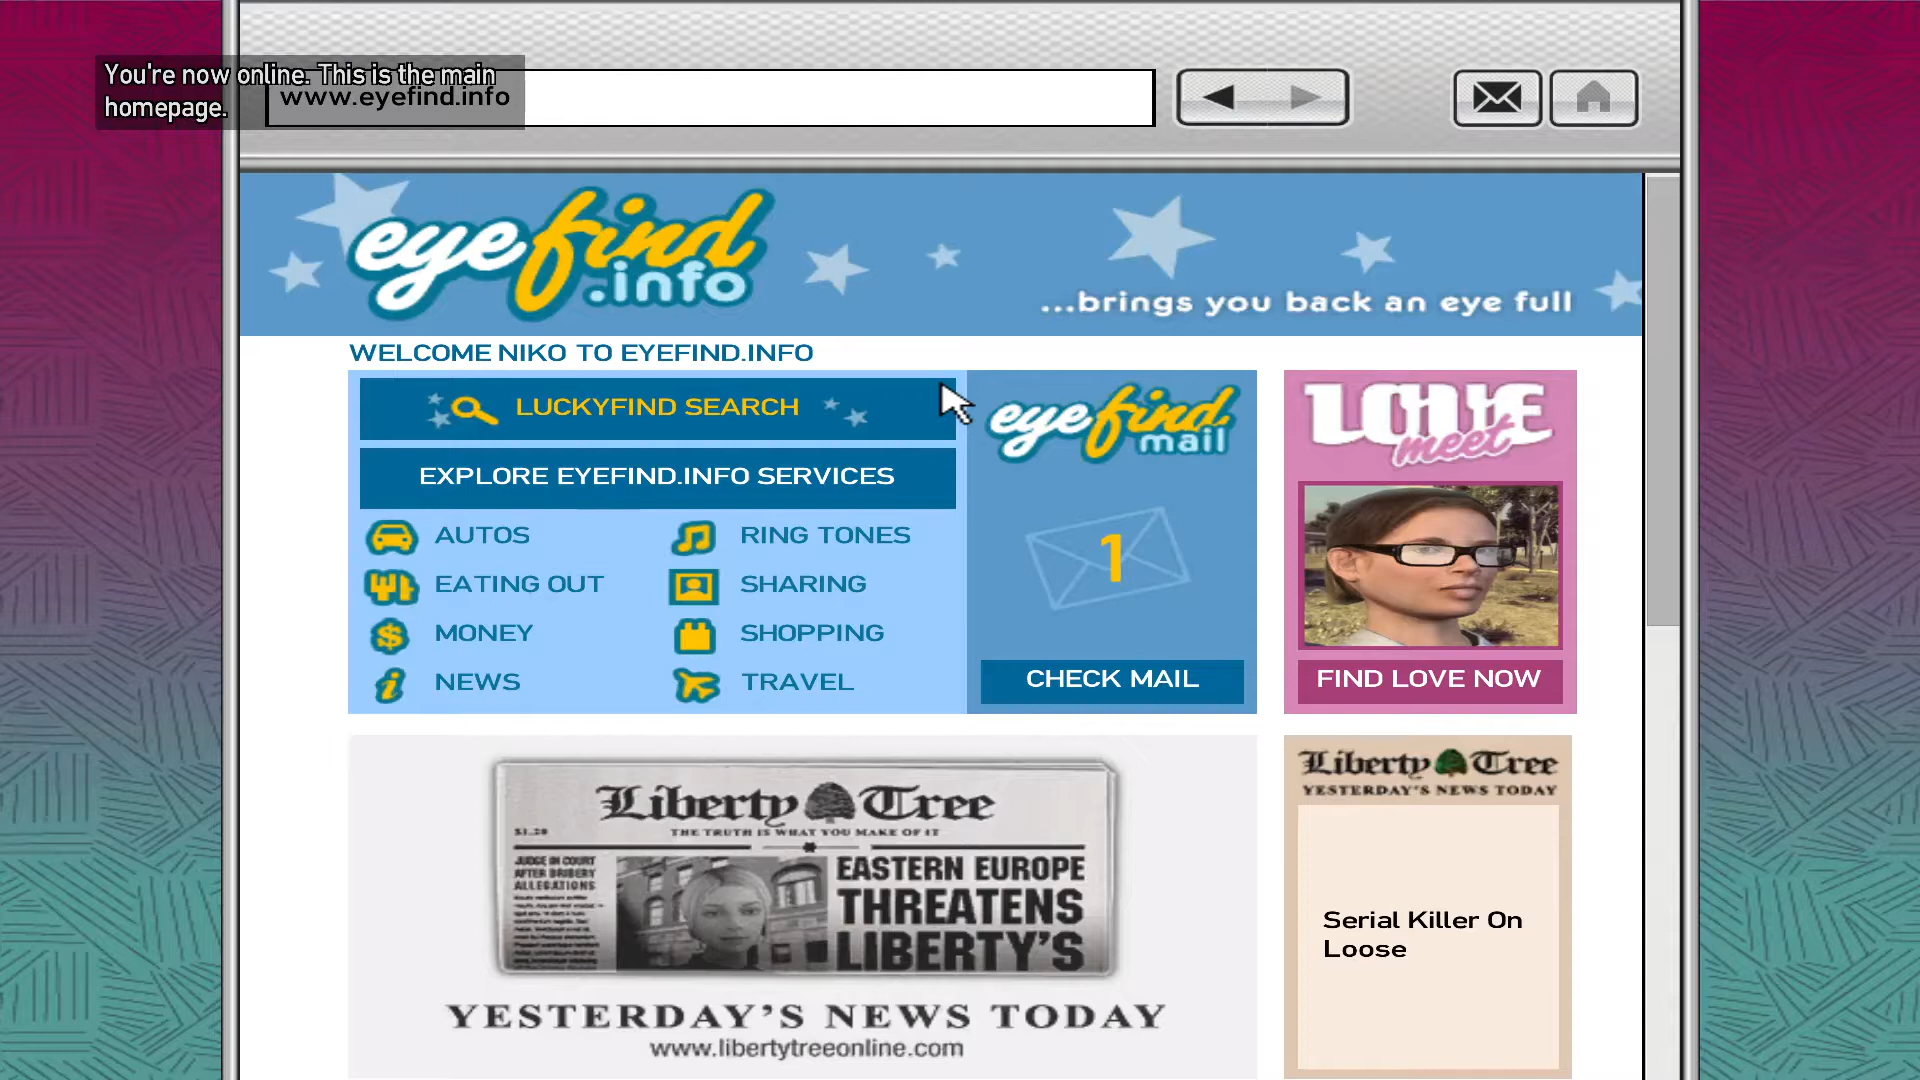 You're now online. This is the main
homepage.
www.eyefind.info
eyefind
.info
...brings you back an eye full
WELCOME NIKO TO EYEFIND.INFO
LUCKYFIND SEARCH
EXPLORE EYEFIND.INFO SERVICES
AUTOS
RING TONES
EATING OUT
SHARING
MONEY
SHOPPING
NEWS
TRAVEL
eyefind
mail
1
CHECK MAIL
LOVE
meet
FIND LOVE NOW
Liberty Tree
$1.20
THE TRUTH IS WHAT YOU MAKE OF IT
JUDGE IN COURT
AFTER BRIBERY
ALLEGATIONS
EASTERN EUROPE
THREATENS
LIBERTY'S
YESTERDAY'S NEWS TODAY
www.libertytreeonline.com
Liberty Tree
YESTERDAY'S NEWS TODAY
Serial Killer On
Loose